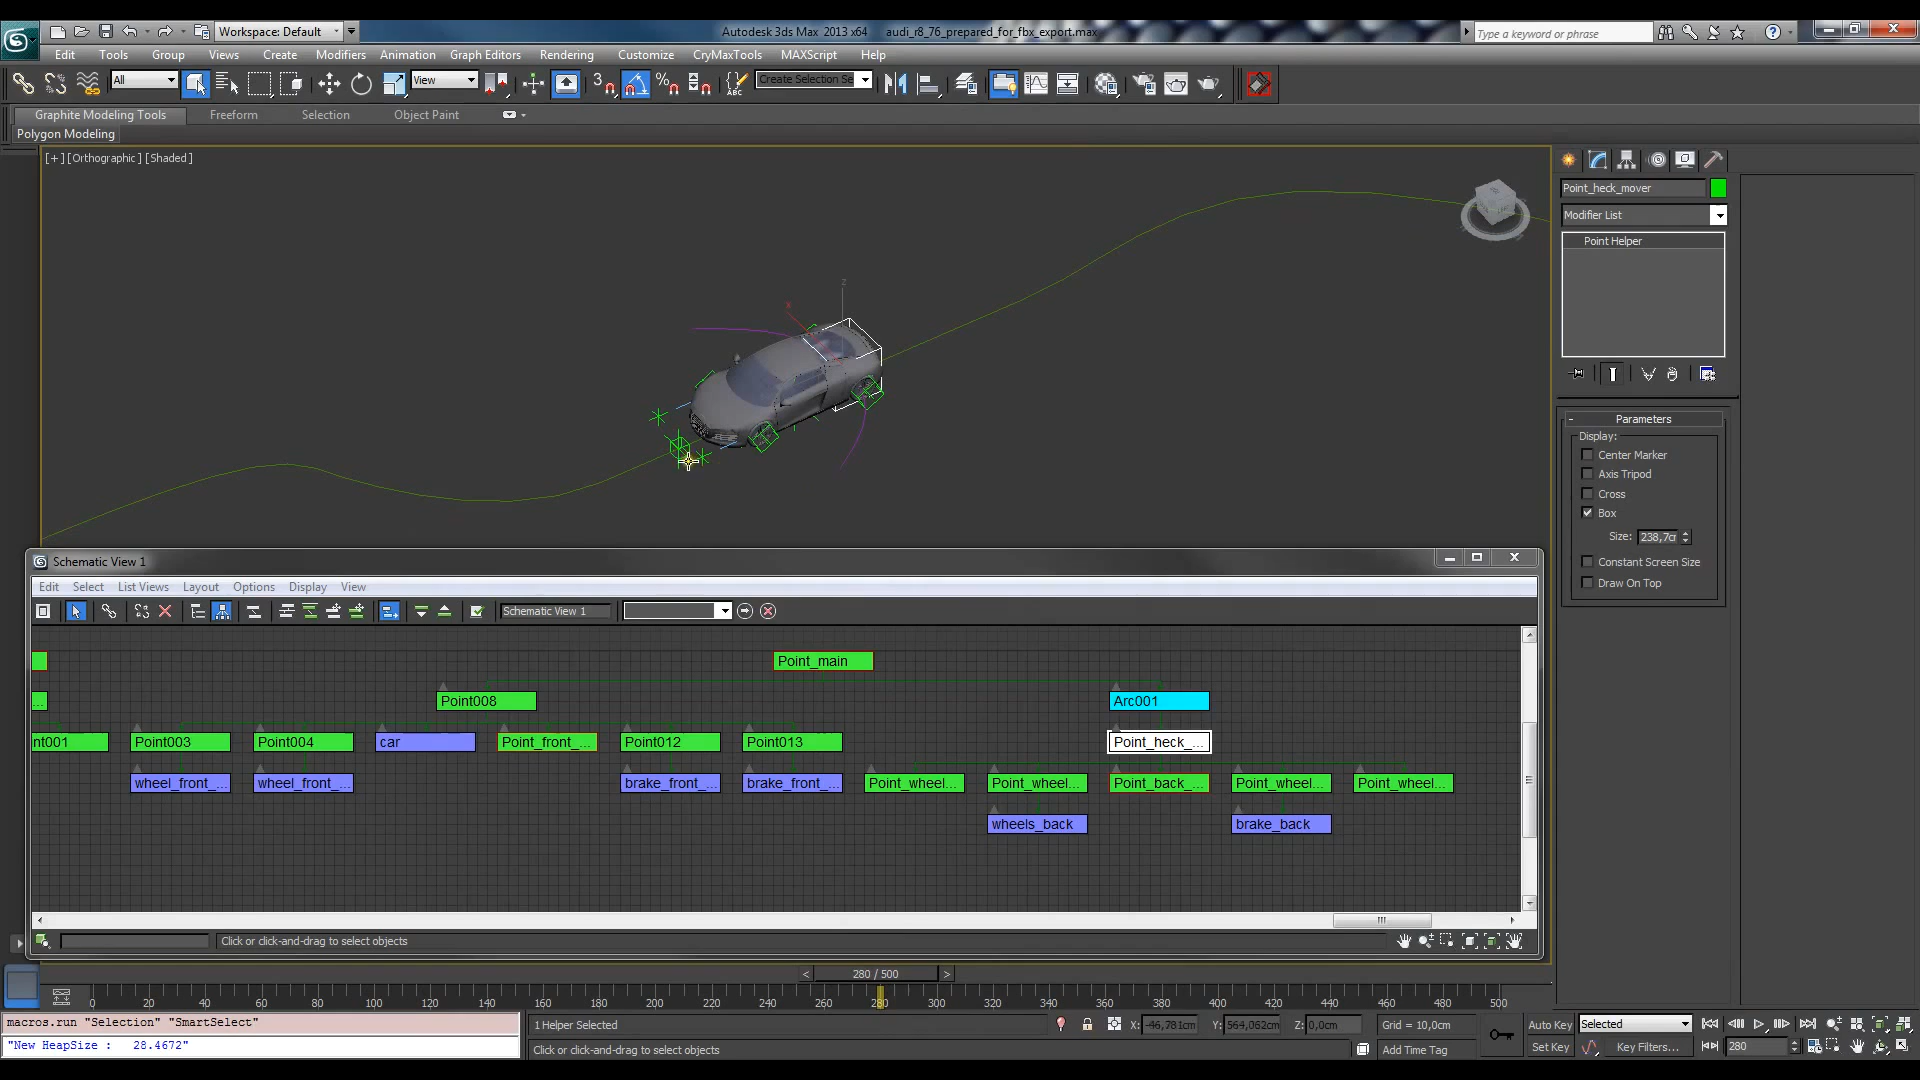 Workspace: Default
Autodesk 3ds Max 2013 x64 audi_r8_76_prepared_for_fbx_export.max
Type a keyword or phrase
Edit Tools Group Views Create Modifiers Animation Graph Editors Rendering Customize CryMaxTools MAXScript Help
All View 3 ABC Create Selection Se
Graphite Modeling Tools Freeform Selection Object Paint
Polygon Modeling
[+] [Orthographic] [Shaded]
z
x
Point_heck_mover
Modifier List
Point Helper
- Parameters
Display:
Center Marker
Axis Tripod
Cross
Box
Size: 238,7c
Constant Screen Size
Draw On Top
Schematic View 1
Edit Select List Views Layout Options Display View
Schematic View 1
Point_main
... Point008 Arc001
nt001 Point003 Point004 car Point_front_... Point012 Point013 Point_heck_...
wheel_front_... wheel_front_... brake_front_... brake_front_... Point_wheel... Point_wheel... Point_back_... Point_wheel... Point_wheel...
wheels_back brake_back
Click or click-and-drag to select objects
< 280 / 500 >
0 20 40 60 80 100 120 140 160 180 200 220 240 260 280 300 320 340 360 380 400 420 440 460 480 500
macros.run "Selection" "SmartSelect"
"New HeapSize : 28.4672"
1 Helper Selected X: -46,781cm Y: 564,062cm Z: 0,0cm Grid = 10,0cm
Click or click-and-drag to select objects Add Time Tag
Auto Key Selected
Set Key Key Filters... 280